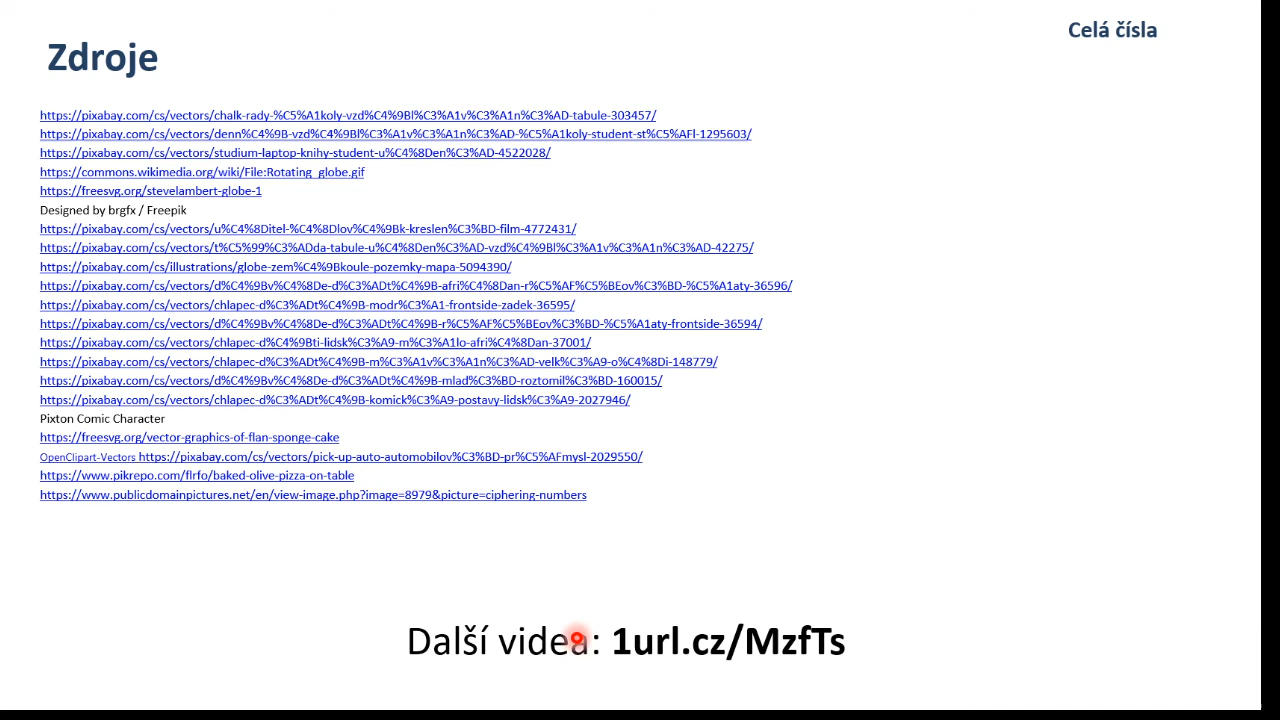 Celá čísla
Zdroje
https://pixabay.com/cs/vectors/chalk-rady-%C5%A1koly-vzd%C4%9Bl%C3%A1v%C3%A1n%C3%AD-tabule-303457/
https://pixabay.com/cs/vectors/denn%C4%9B-vzd%C4%9Bl%C3%A1v%C3%A1n%C3%AD-%C5%A1koly-student-st%C5%AFl-1295603/
https://pixabay.com/cs/vectors/studium-laptop-knihy-student-u%C4%8Den%C3%AD-4522028/
https://commons.wikimedia.org/wiki/File:Rotating_globe.gif
https://freesvg.org/stevelambert-globe-1
Designed by brgfx / Freepik
https://pixabay.com/cs/vectors/u%C4%8Ditel-%C4%8Dlov%C4%9Bk-kreslen%C3%BD-film-4772431/
https://pixabay.com/cs/vectors/t%C5%99%C3%ADda-tabule-u%C4%8Den%C3%AD-vzd%C4%9Bl%C3%A1v%C3%A1n%C3%AD-42275/
https://pixabay.com/cs/illustrations/globe-zem%C4%9Bkoule-pozemky-mapa-5094390/
https://pixabay.com/cs/vectors/d%C4%9Bv%C4%8De-d%C3%ADt%C4%9B-afri%C4%8Dan-r%C5%AF%C5%BEov%C3%BD-%C5%A1aty-36596/
https://pixabay.com/cs/vectors/chlapec-d%C3%ADt%C4%9B-modr%C3%A1-frontside-zadek-36595/
https://pixabay.com/cs/vectors/d%C4%9Bv%C4%8De-d%C3%ADt%C4%9B-r%C5%AF%C5%BEov%C3%BD-%C5%A1aty-frontside-36594/
https://pixabay.com/cs/vectors/chlapec-d%C4%9Bti-lidsk%C3%A9-m%C3%A1lo-afri%C4%8Dan-37001/
https://pixabay.com/cs/vectors/chlapec-d%C3%ADt%C4%9B-m%C3%A1v%C3%A1n%C3%AD-velk%C3%A9-o%C4%8Di-148779/
https://pixabay.com/cs/vectors/d%C4%9Bv%C4%8De-d%C3%ADt%C4%9B-mlad%C3%BD-roztomil%C3%BD-160015/
https://pixabay.com/cs/vectors/chlapec-d%C3%ADt%C4%9B-komick%C3%A9-postavy-lidsk%C3%A9-2027946/
Pixton Comic Character
https://freesvg.org/vector-graphics-of-flan-sponge-cake
OpenClipart-Vectors https://pixabay.com/cs/vectors/pick-up-auto-automobilov%C3%BD-pr%C5%AFmysl-2029550/
https://www.pikrepo.com/flrfo/baked-olive-pizza-on-table
https://www.publicdomainpictures.net/en/view-image.php?image=8979&picture=ciphering-numbers
Další videa: 1url.cz/MzfTs